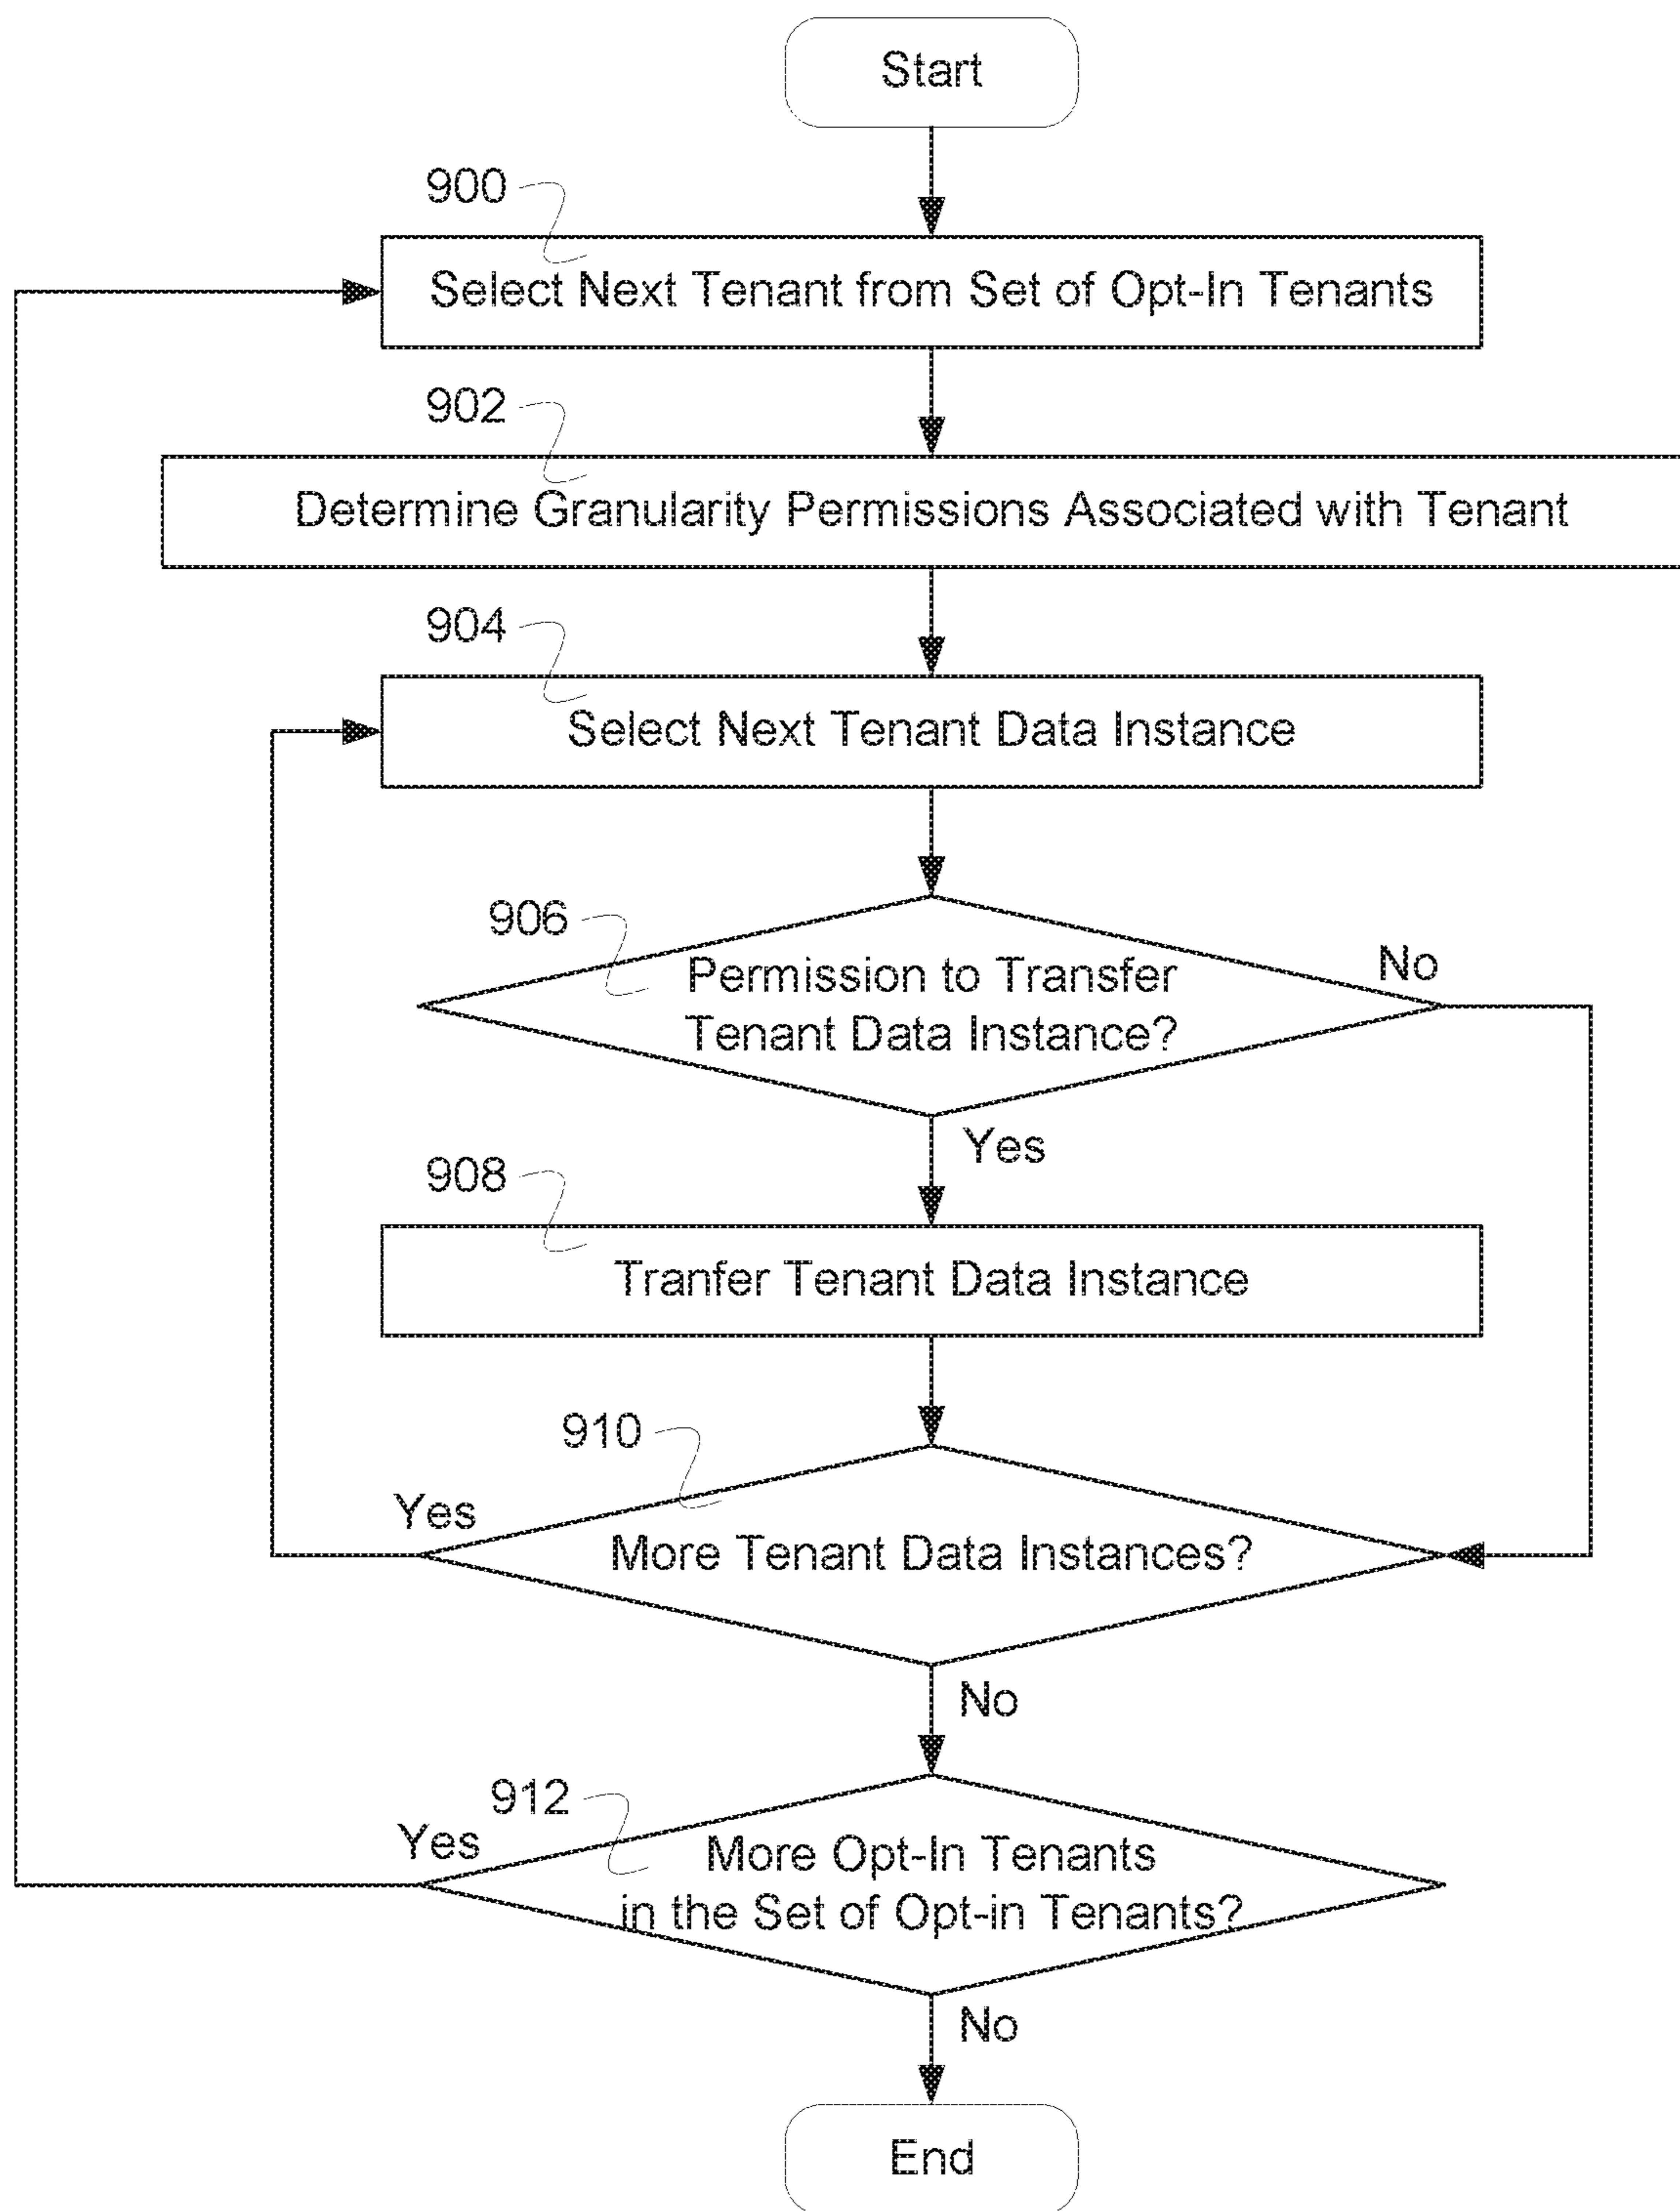 Start
900
Select Next Tenant from Set of Opt-In Tenants
902
Determine Granularity Permissions Associated with Tenant
904
Select Next Tenant Data Instance
906
Permission to Transfer
Tenant Data Instance?
No
Yes
908
Tranfer Tenant Data Instance
910
Yes
More Tenant Data Instances?
No
912
Yes
More Opt-In Tenants
in the Set of Opt-in Tenants?
No
End